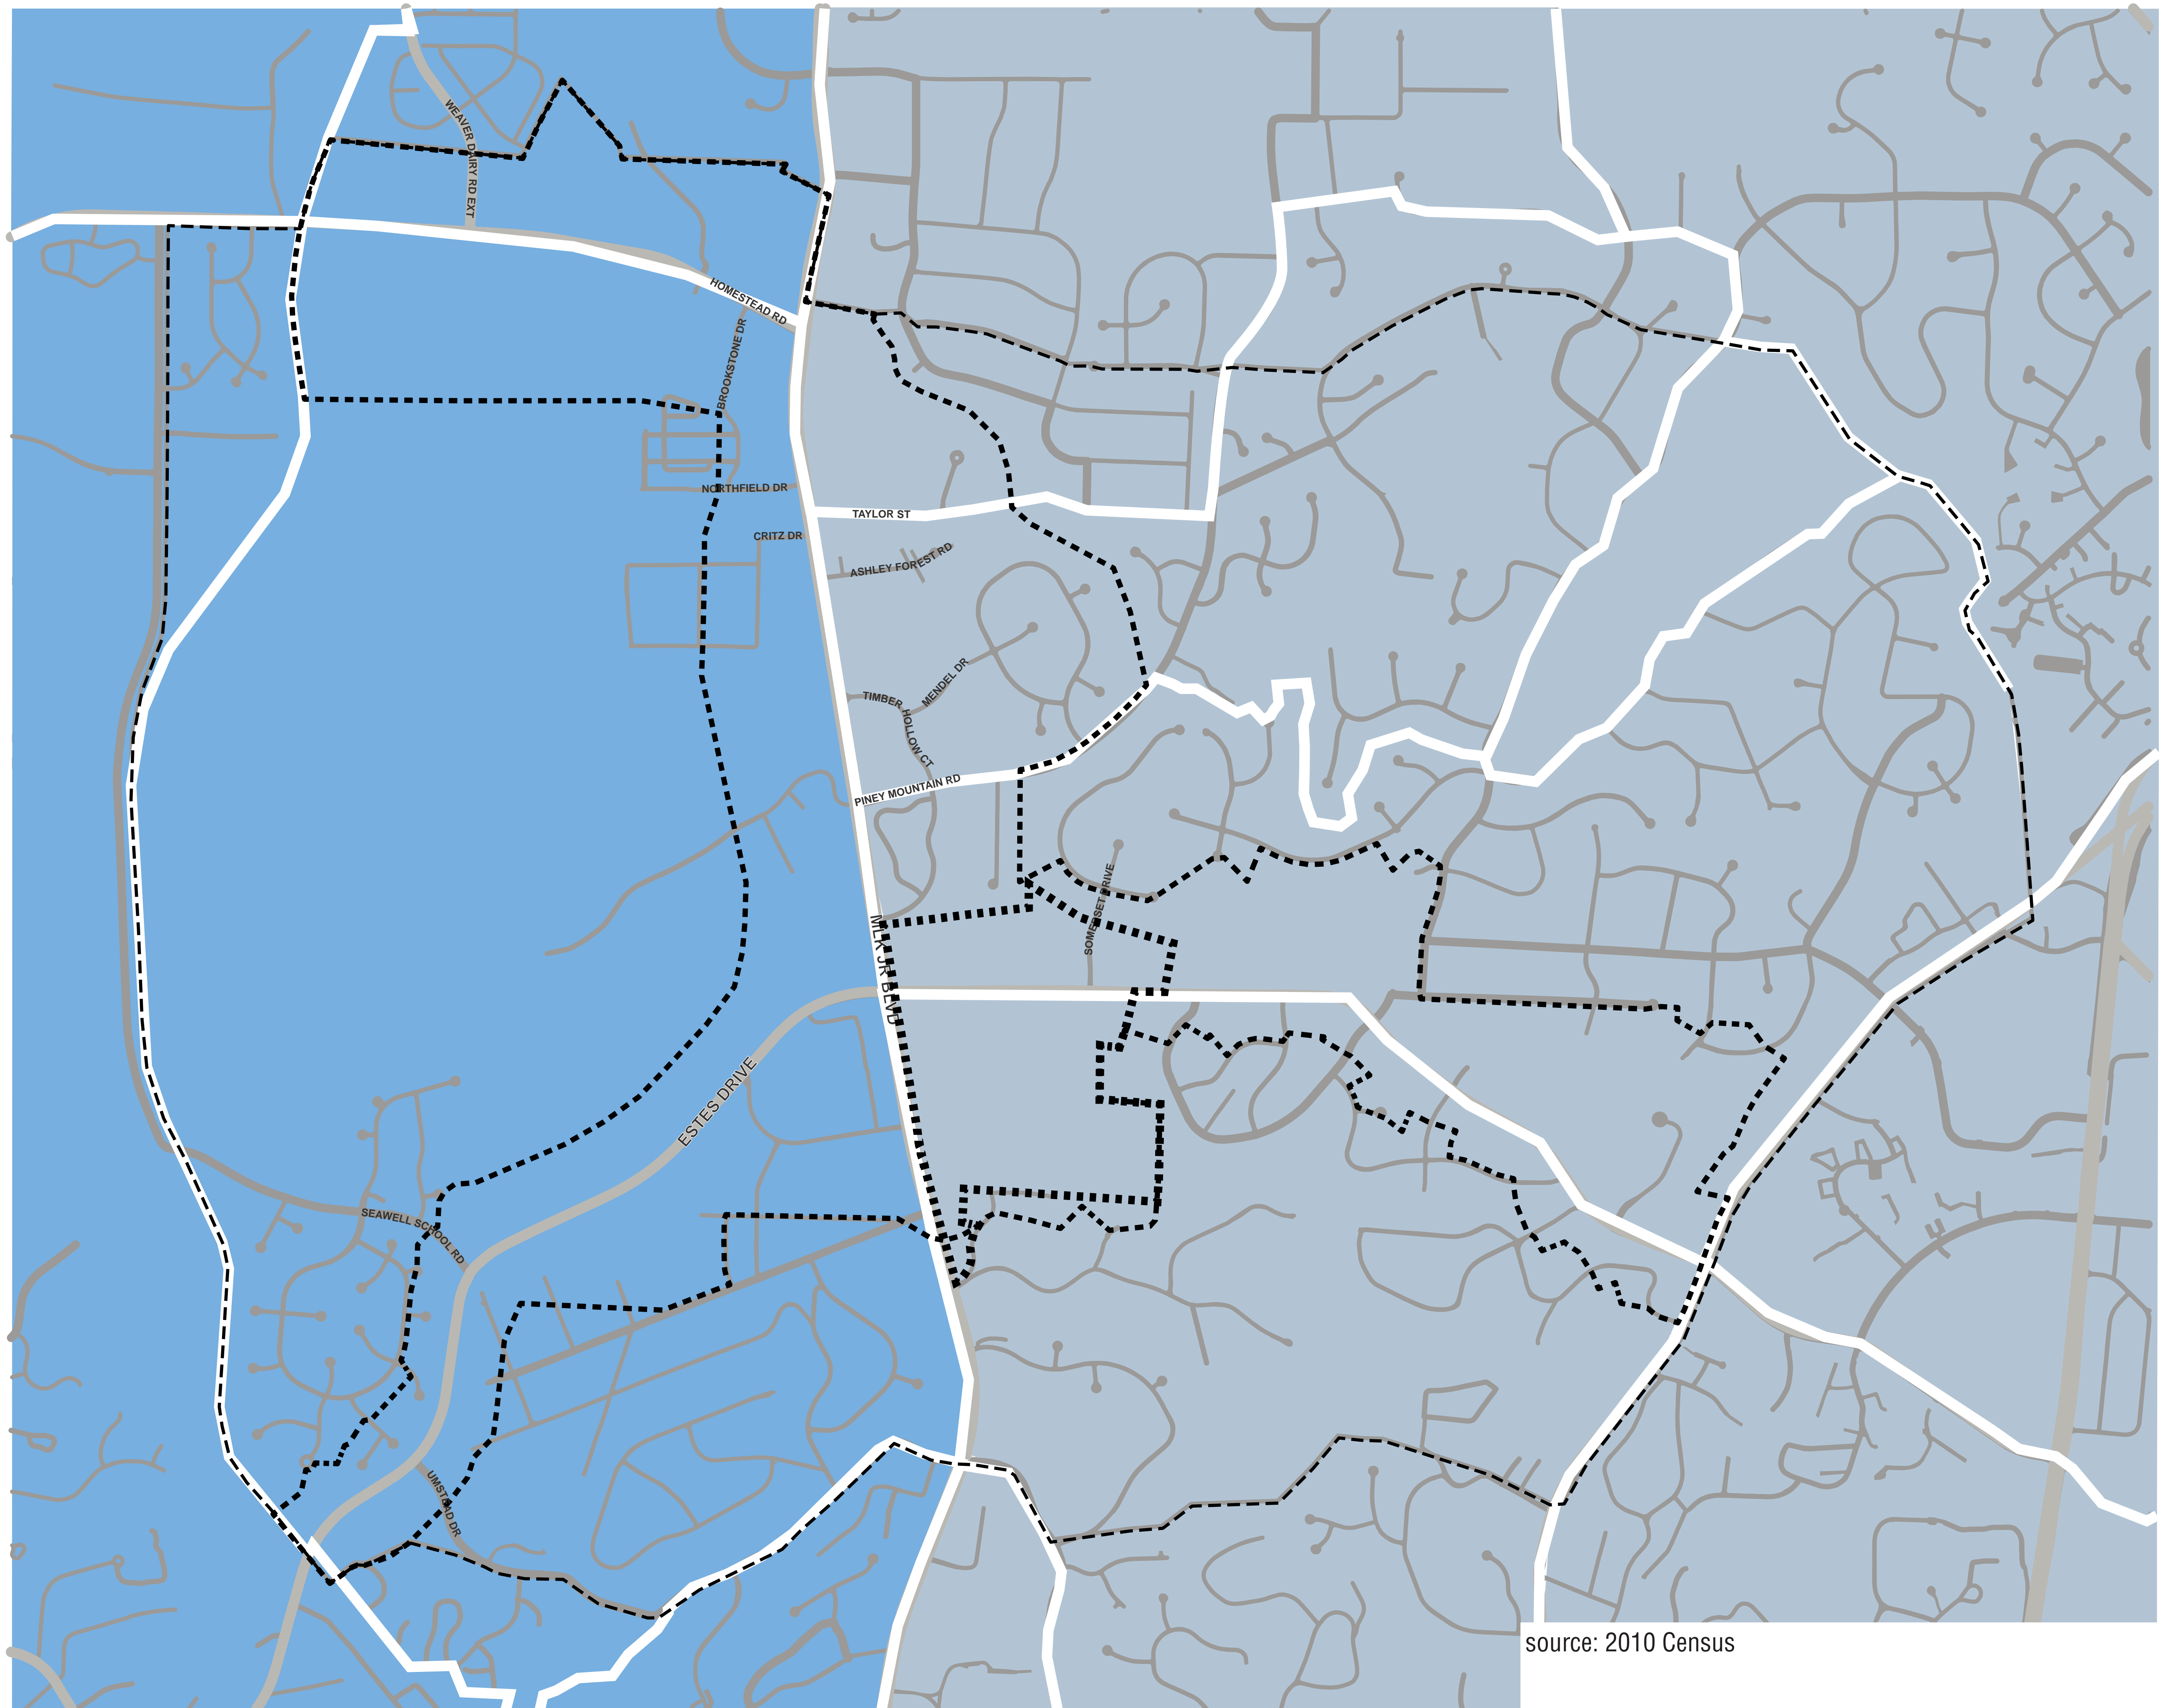 WEAVER DAIRY RD EXT
HOMESTEAD RD
BROOKSTONE DR
NORTHFIELD DR
TAYLOR ST
CRITZ DR
ASHLEY FOREST RD
MENDEL DR
TIMBER HOLLOW CT
PINEY MOUNTAIN RD
SOMERSET DRIVE
MLK JR BLVD
ESTES DRIVE
SEAWELL SCHOOL RD
UMSTEAD DR
source: 2010 Census